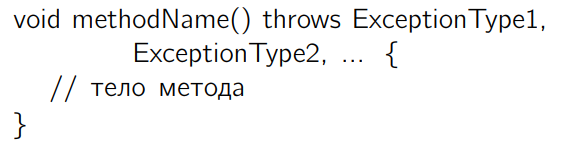 void methodName() throws ExceptionType1,
ExceptionType2, ... {
// тело метода
}